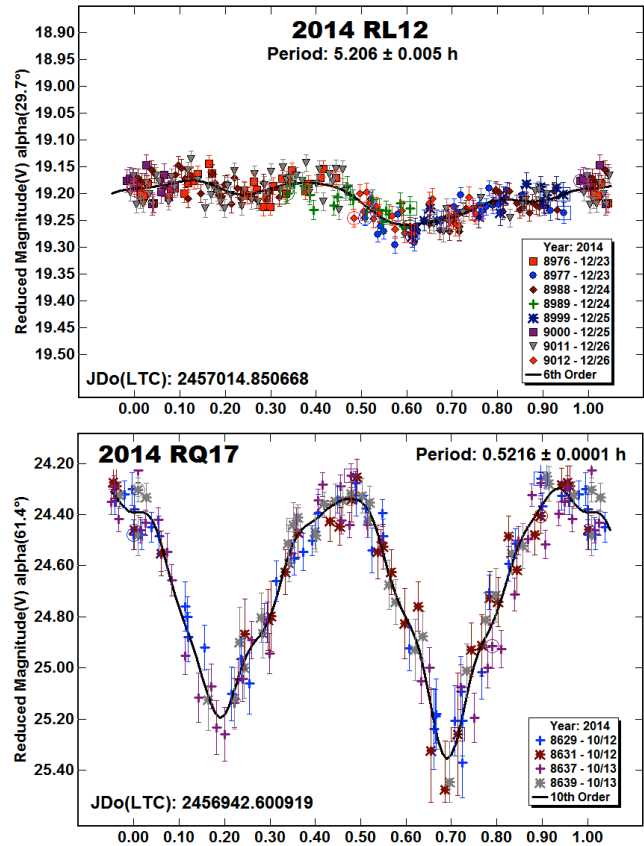 2014 RL12
Period: 5.206 ± 0.005 h
Reduced Magnitude(V) alpha(29.7°)
18.90
18.95
19.00
19.05
19.10
19.15
19.20
19.25
19.30
19.35
19.40
19.45
19.50
Year: 2014
8976 - 12/23
8977 - 12/23
8988 - 12/24
8989 - 12/24
8999 - 12/25
9000 - 12/25
9011 - 12/26
9012 - 12/26
6th Order
JDo(LTC): 2457014.850668
0.00 0.10 0.20 0.30 0.40 0.50 0.60 0.70 0.80 0.90 1.00
2014 RQ17
Period: 0.5216 ± 0.0001 h
Reduced Magnitude(V) alpha(61.4°)
24.20
24.40
24.60
24.80
25.00
25.20
25.40
Year: 2014
8629 - 10/12
8631 - 10/12
8637 - 10/13
8639 - 10/13
10th Order
JDo(LTC): 2456942.600919
0.00 0.10 0.20 0.30 0.40 0.50 0.60 0.70 0.80 0.90 1.00